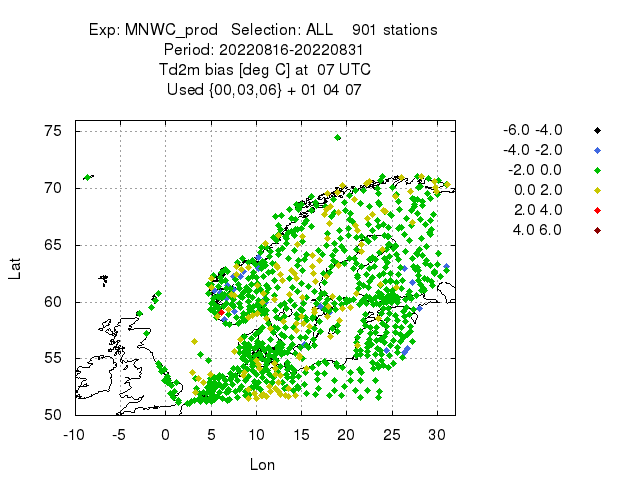 Exp: MNWC_prod Selection: ALL 901 stations
Period: 20220816-20220831
Td2m bias [deg C] at 07 UTC
Used {00,03,06} + 01 04 07
-6.0 -4.0
-4.0 -2.0
-2.0 0.0
0.0 2.0
2.0 4.0
4.0 6.0
75
70
65
60
55
50
Lat
-10 -5 0 5 10 15 20 25 30
Lon